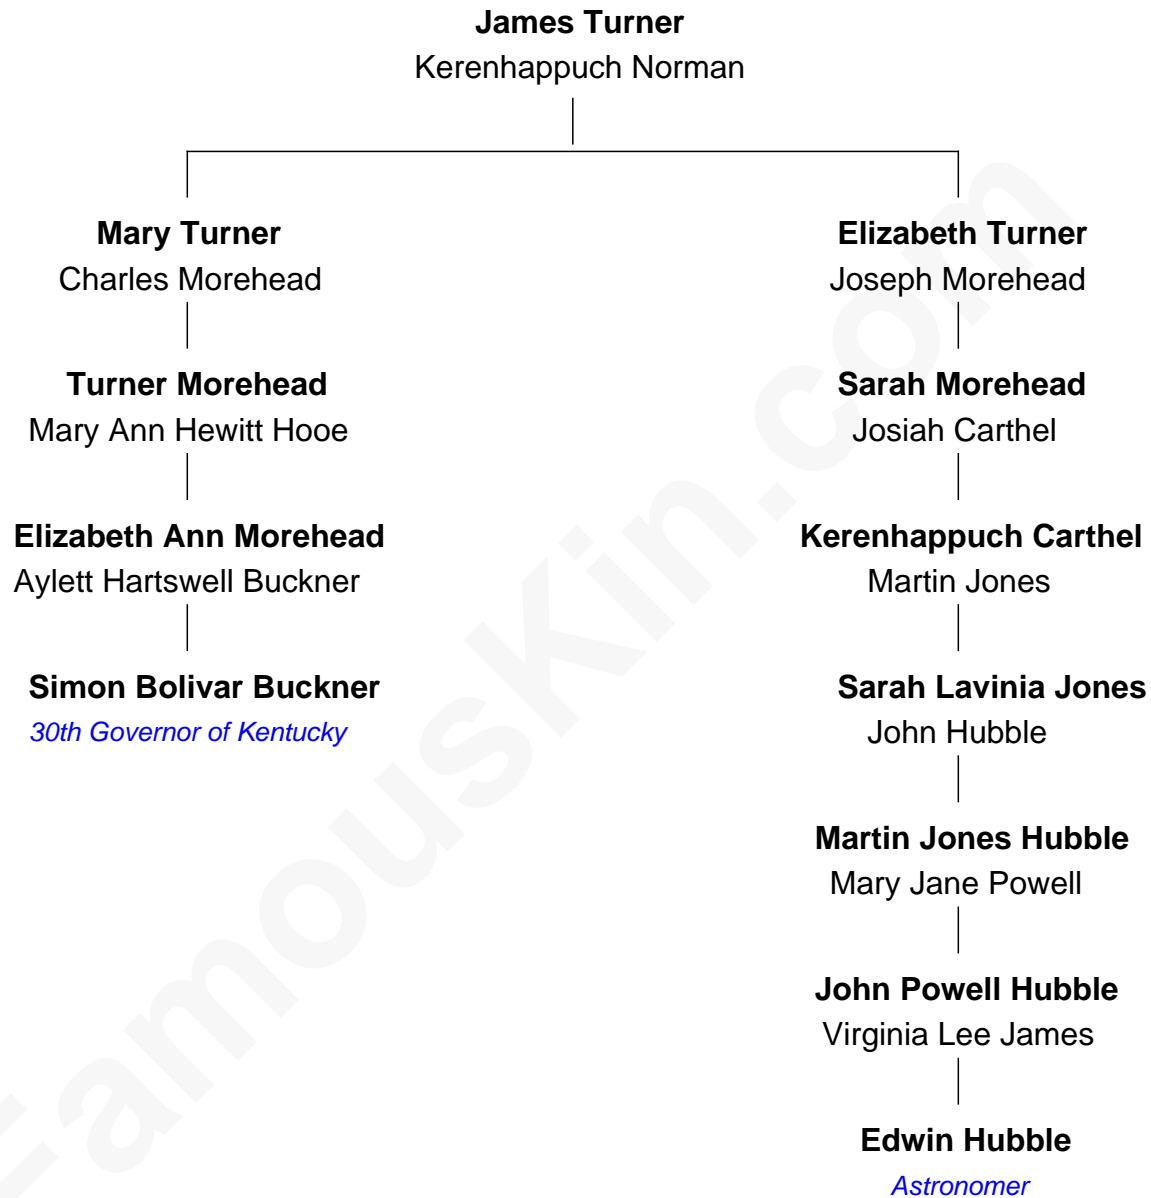 James Turner
Kerenhappuch Norman
Mary Turner
Charles Morehead
Turner Morehead
Mary Ann Hewitt Hooe
Elizabeth Ann Morehead
Aylett Hartswell Buckner
Simon Bolivar Buckner
30th Governor of Kentucky
Elizabeth Turner
Joseph Morehead
Sarah Morehead
Josiah Carthel
Kerenhappuch Carthel
Martin Jones
Sarah Lavinia Jones
John Hubble
Martin Jones Hubble
Mary Jane Powell
John Powell Hubble
Virginia Lee James
Edwin Hubble
Astronomer
FamousKin.com